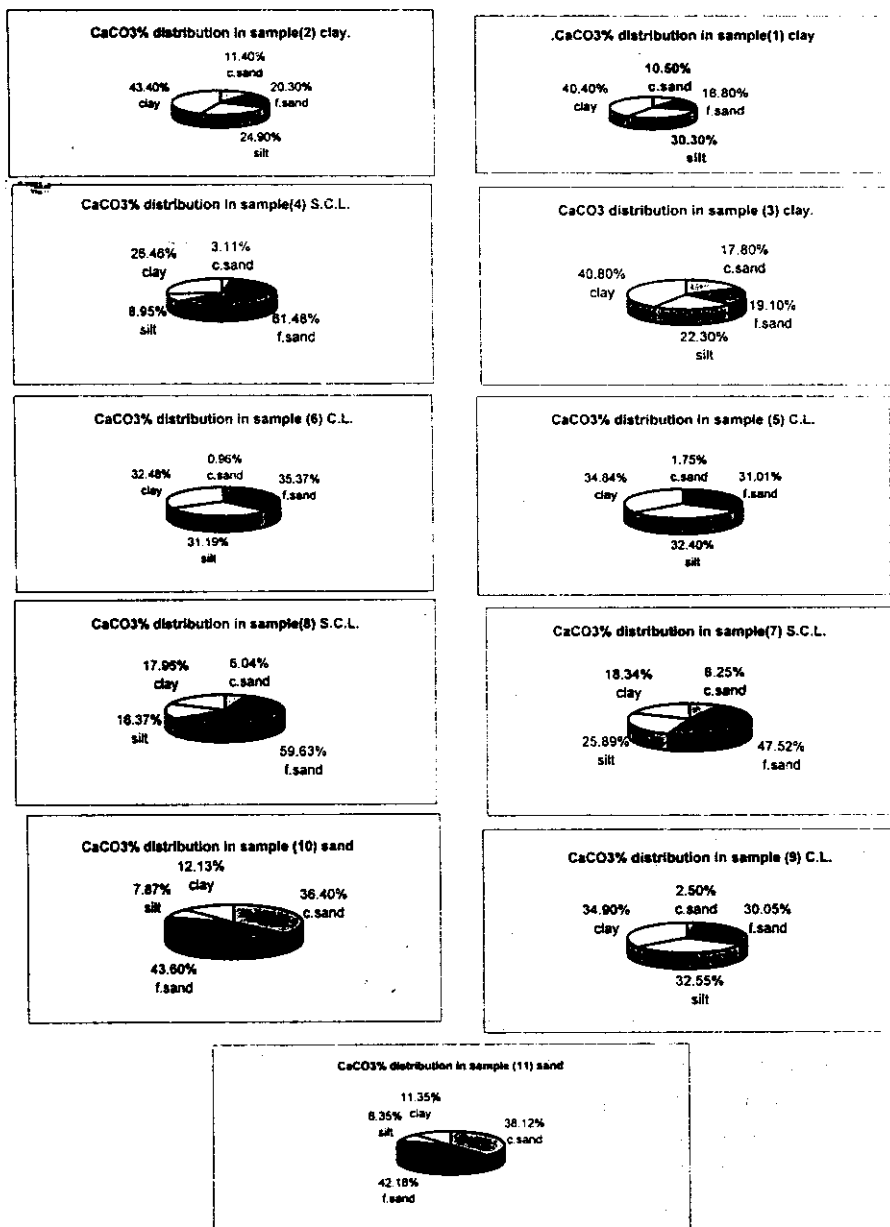 CaCO3% distribution in sample(2) clay.
11.40%
c.sand
43.40%
clay
20.30%
f.sand
24.90%
silt
.CaCO3% distribution in sample(1) clay
10.50%
c.sand
40.40%
clay
18.80%
f.sand
30.30%
silt
CaCO3% distribution in sample(4) S.C.L.
26.46%
clay
3.11%
c.sand
8.95%
silt
61.48%
f.sand
CaCO3 distribution in sample (3) clay.
17.80%
c.sand
40.80%
clay
19.10%
f.sand
22.30%
silt
CaCO3% distribution in sample (6) C.L.
0.96%
c.sand
32.48%
clay
35.37%
f.sand
31.19%
silt
CaCO3% distribution in sample (5) C.L.
1.75%
c.sand
34.84%
clay
31.01%
f.sand
32.40%
silt
CaCO3% distribution in sample(8) S.C.L.
17.95%
clay
6.04%
c.sand
16.37%
silt
59.63%
f.sand
CaCO3% distribution in sample(7) S.C.L.
18.34%
clay
8.25%
c.sand
25.89%
silt
47.52%
f.sand
CaCO3% distribution in sample (10) sand
12.13%
clay
7.87%
silt
36.40%
c.sand
43.60%
f.sand
CaCO3% distribution in sample (9) C.L.
2.50%
c.sand
34.90%
clay
30.05%
f.sand
32.55%
silt
CaCO3% distribution in sample (11) sand
11.35%
clay
8.35%
silt
38.12%
c.sand
42.18%
f.sand